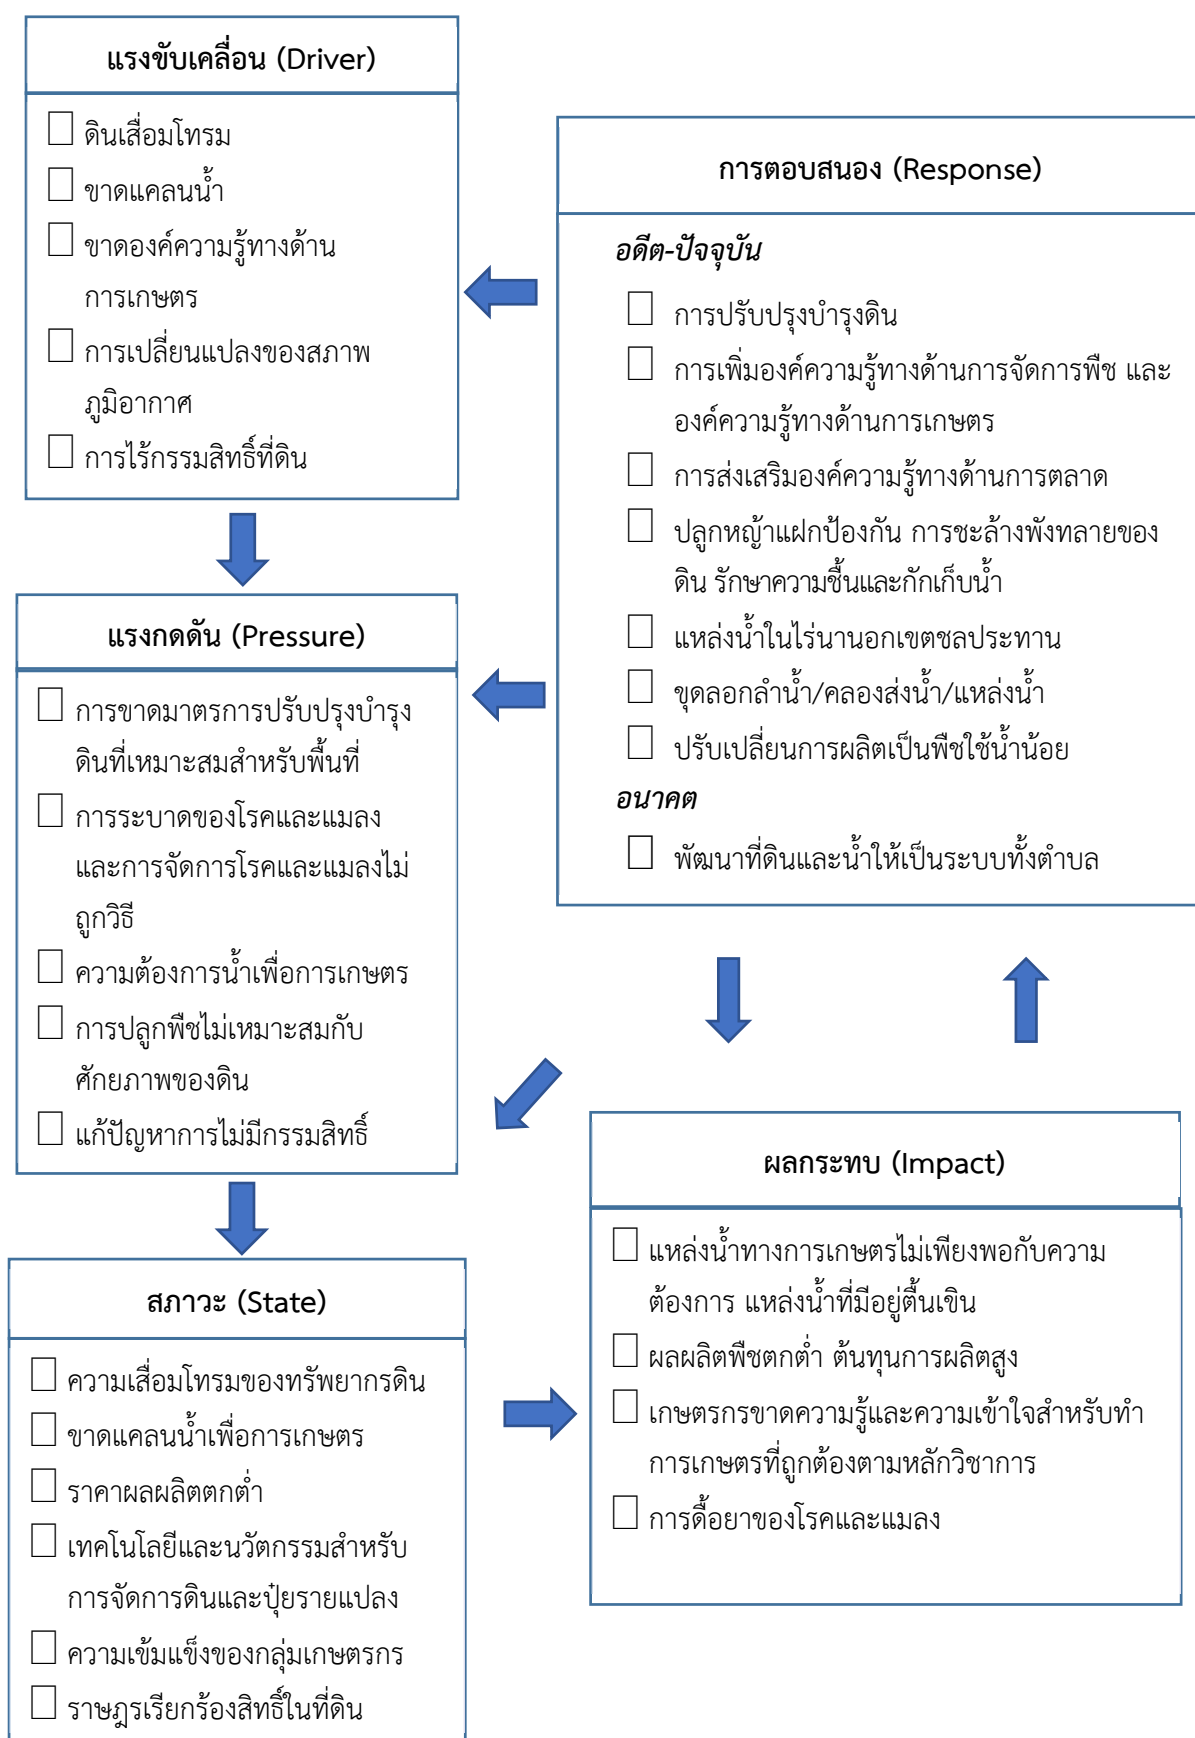 แรงขับเคลื่อน (Driver)
ดินเสื่อมโทรม
ขาดแคลนน้ำ
ขาดองค์ความรู้ทางด้าน
การเกษตร
การเปลี่ยนแปลงของสภาพ
ภูมิอากาศ
การไร้กรรมสิทธิ์ที่ดิน
การตอบสนอง (Response)
อดีต-ปัจจุบัน
การปรับปรุงบำรุงดิน
การเพิ่มองค์ความรู้ทางด้านการจัดการพืช และ
องค์ความรู้ทางด้านการเกษตร
การส่งเสริมองค์ความรู้ทางด้านการตลาด
ปลูกหญ้าแฝกป้องกัน การชะล้างพังทลายของ
ดิน รักษาความชื้นและกักเก็บน้ำ
แหล่งน้ำในไร่นานอกเขตชลประทาน
ขุดลอกลำน้ำ/คลองส่งน้ำ/แหล่งน้ำ
ปรับเปลี่ยนการผลิตเป็นพืชใช้น้ำน้อย
อนาคต
พัฒนาที่ดินและน้ำให้เป็นระบบทั้งตำบล
แรงกดดัน (Pressure)
การขาดมาตรการปรับปรุงบำรุง
ดินที่เหมาะสมสำหรับพื้นที่
การระบาดของโรคและแมลง
และการจัดการโรคและแมลงไม่
ถูกวิธี
ความต้องการน้ำเพื่อการเกษตร
การปลูกพืชไม่เหมาะสมกับ
ศักยภาพของดิน
แก้ปัญหาการไม่มีกรรมสิทธิ์
สภาวะ (State)
ความเสื่อมโทรมของทรัพยากรดิน
ขาดแคลนน้ำเพื่อการเกษตร
ราคาผลผลิตตกต่ำ
เทคโนโลยีและนวัตกรรมสำหรับ
การจัดการดินและปุ๋ยรายแปลง
ความเข้มแข็งของกลุ่มเกษตรกร
ราษฎรเรียกร้องสิทธิ์ในที่ดิน
ผลกระทบ (Impact)
แหล่งน้ำทางการเกษตรไม่เพียงพอกับความ
ต้องการ แหล่งน้ำที่มีอยู่ตื้นเขิน
ผลผลิตพืชตกต่ำ ต้นทุนการผลิตสูง
เกษตรกรขาดความรู้และความเข้าใจสำหรับทำ
การเกษตรที่ถูกต้องตามหลักวิชาการ
การดื้อยาของโรคและแมลง